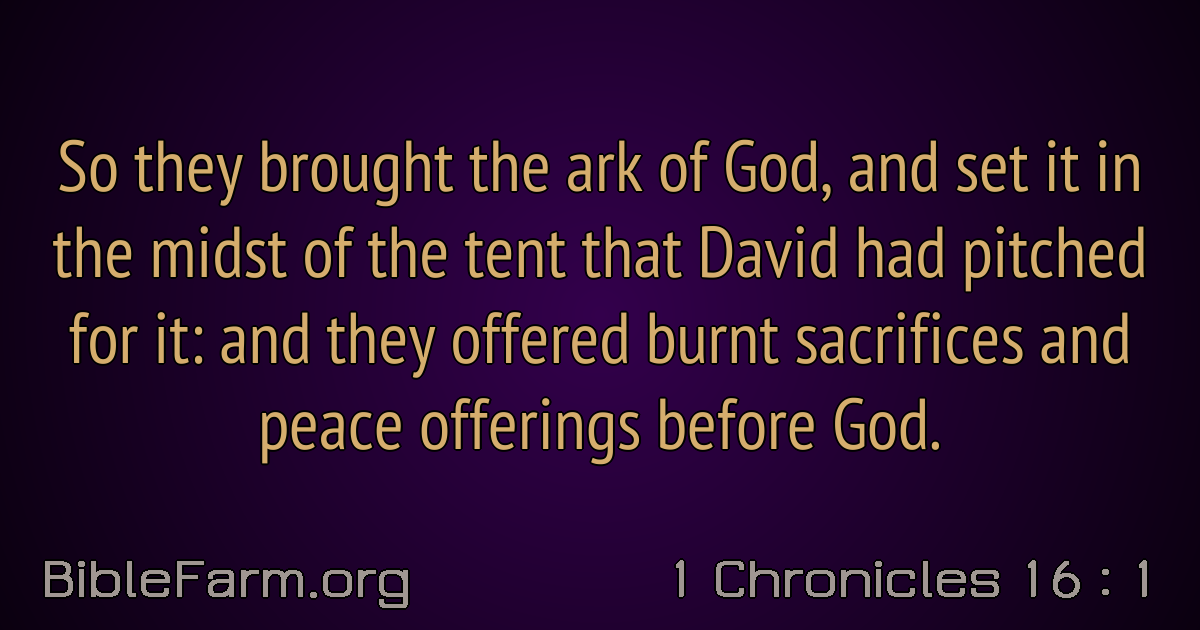 So they brought the ark of God, and set it in
the midst of the tent that David had pitched
for it: and they offered burnt sacrifices and
peace offerings before God.
BibleFarm.org
1 Chronicles 16 : 1